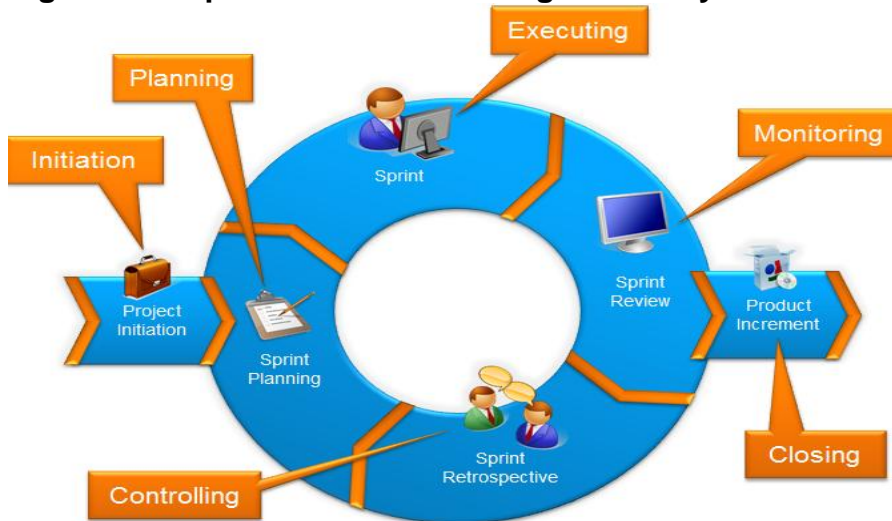 Executing
Planning
Monitoring
Initiation
Sprint
Project
Initiation
Sprint
Planning
Sprint
Review
Product
Increment
Sprint
Retrospective
Closing
Controlling